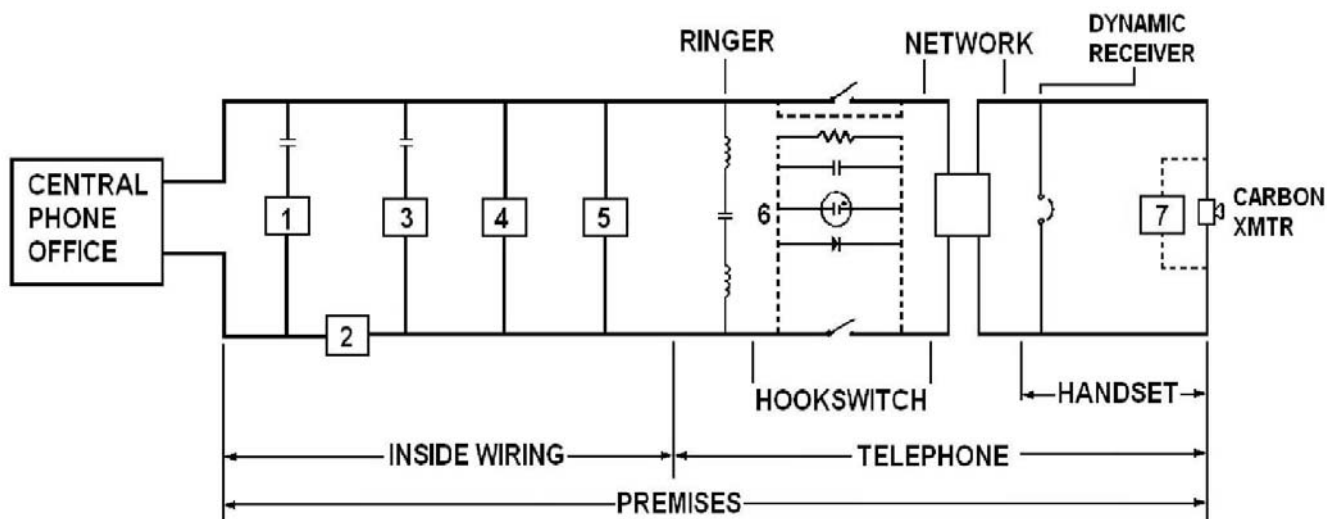 RINGER
NETWORK
DYNAMIC
RECEIVER
CENTRAL
PHONE
OFFICE
1
2
3
4
5
6
7
CARBON
XMTR
HOOKSWITCH
HANDSET
INSIDE WIRING
TELEPHONE
PREMISES